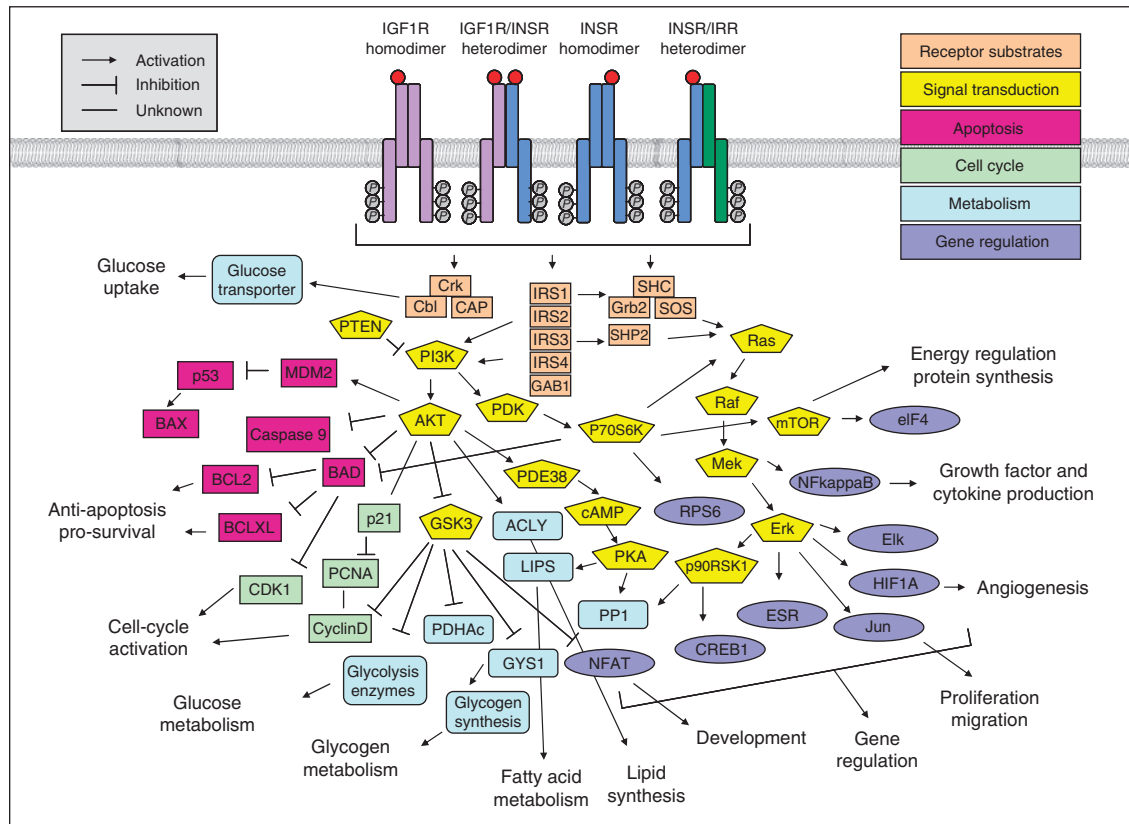 IGF1R
homodimer
IGF1R/INSR
heterodimer
INSR
homodimer
INSR/IRR
heterodimer
Activation
Inhibition
Unknown
Receptor substrates
Signal transduction
Apoptosis
Cell cycle
Metabolism
Gene regulation
P P P P P P P P
P P P P P P P P
P P P P P P P P
Glucose
uptake
Glucose
transporter
Crk
Cbl
CAP
IRS1
IRS2
IRS3
IRS4
GAB1
SHC
Grb2
SOS
SHP2
PTEN
PI3K
Ras
Energy regulation
protein synthesis
p53
MDM2
BAX
Caspase 9
AKT
PDK
P70S6K
Raf
mTOR
eIF4
BCL2
BAD
PDE38
Mek
NFkappaB
Growth factor and
cytokine production
Anti-apoptosis
pro-survival
BCLXL
p21
GSK3
ACLY
cAMP
RPS6
Erk
Elk
CDK1
PCNA
LIPS
PKA
p90RSK1
HIF1A
Angiogenesis
Cell-cycle
activation
CyclinD
PDHAc
PP1
ESR
Jun
CREB1
Glycolysis
enzymes
GYS1
NFAT
Glucose
metabolism
Glycogen
synthesis
Proliferation
migration
Glycogen
metabolism
Development
Gene
regulation
Fatty acid
metabolism
Lipid
synthesis